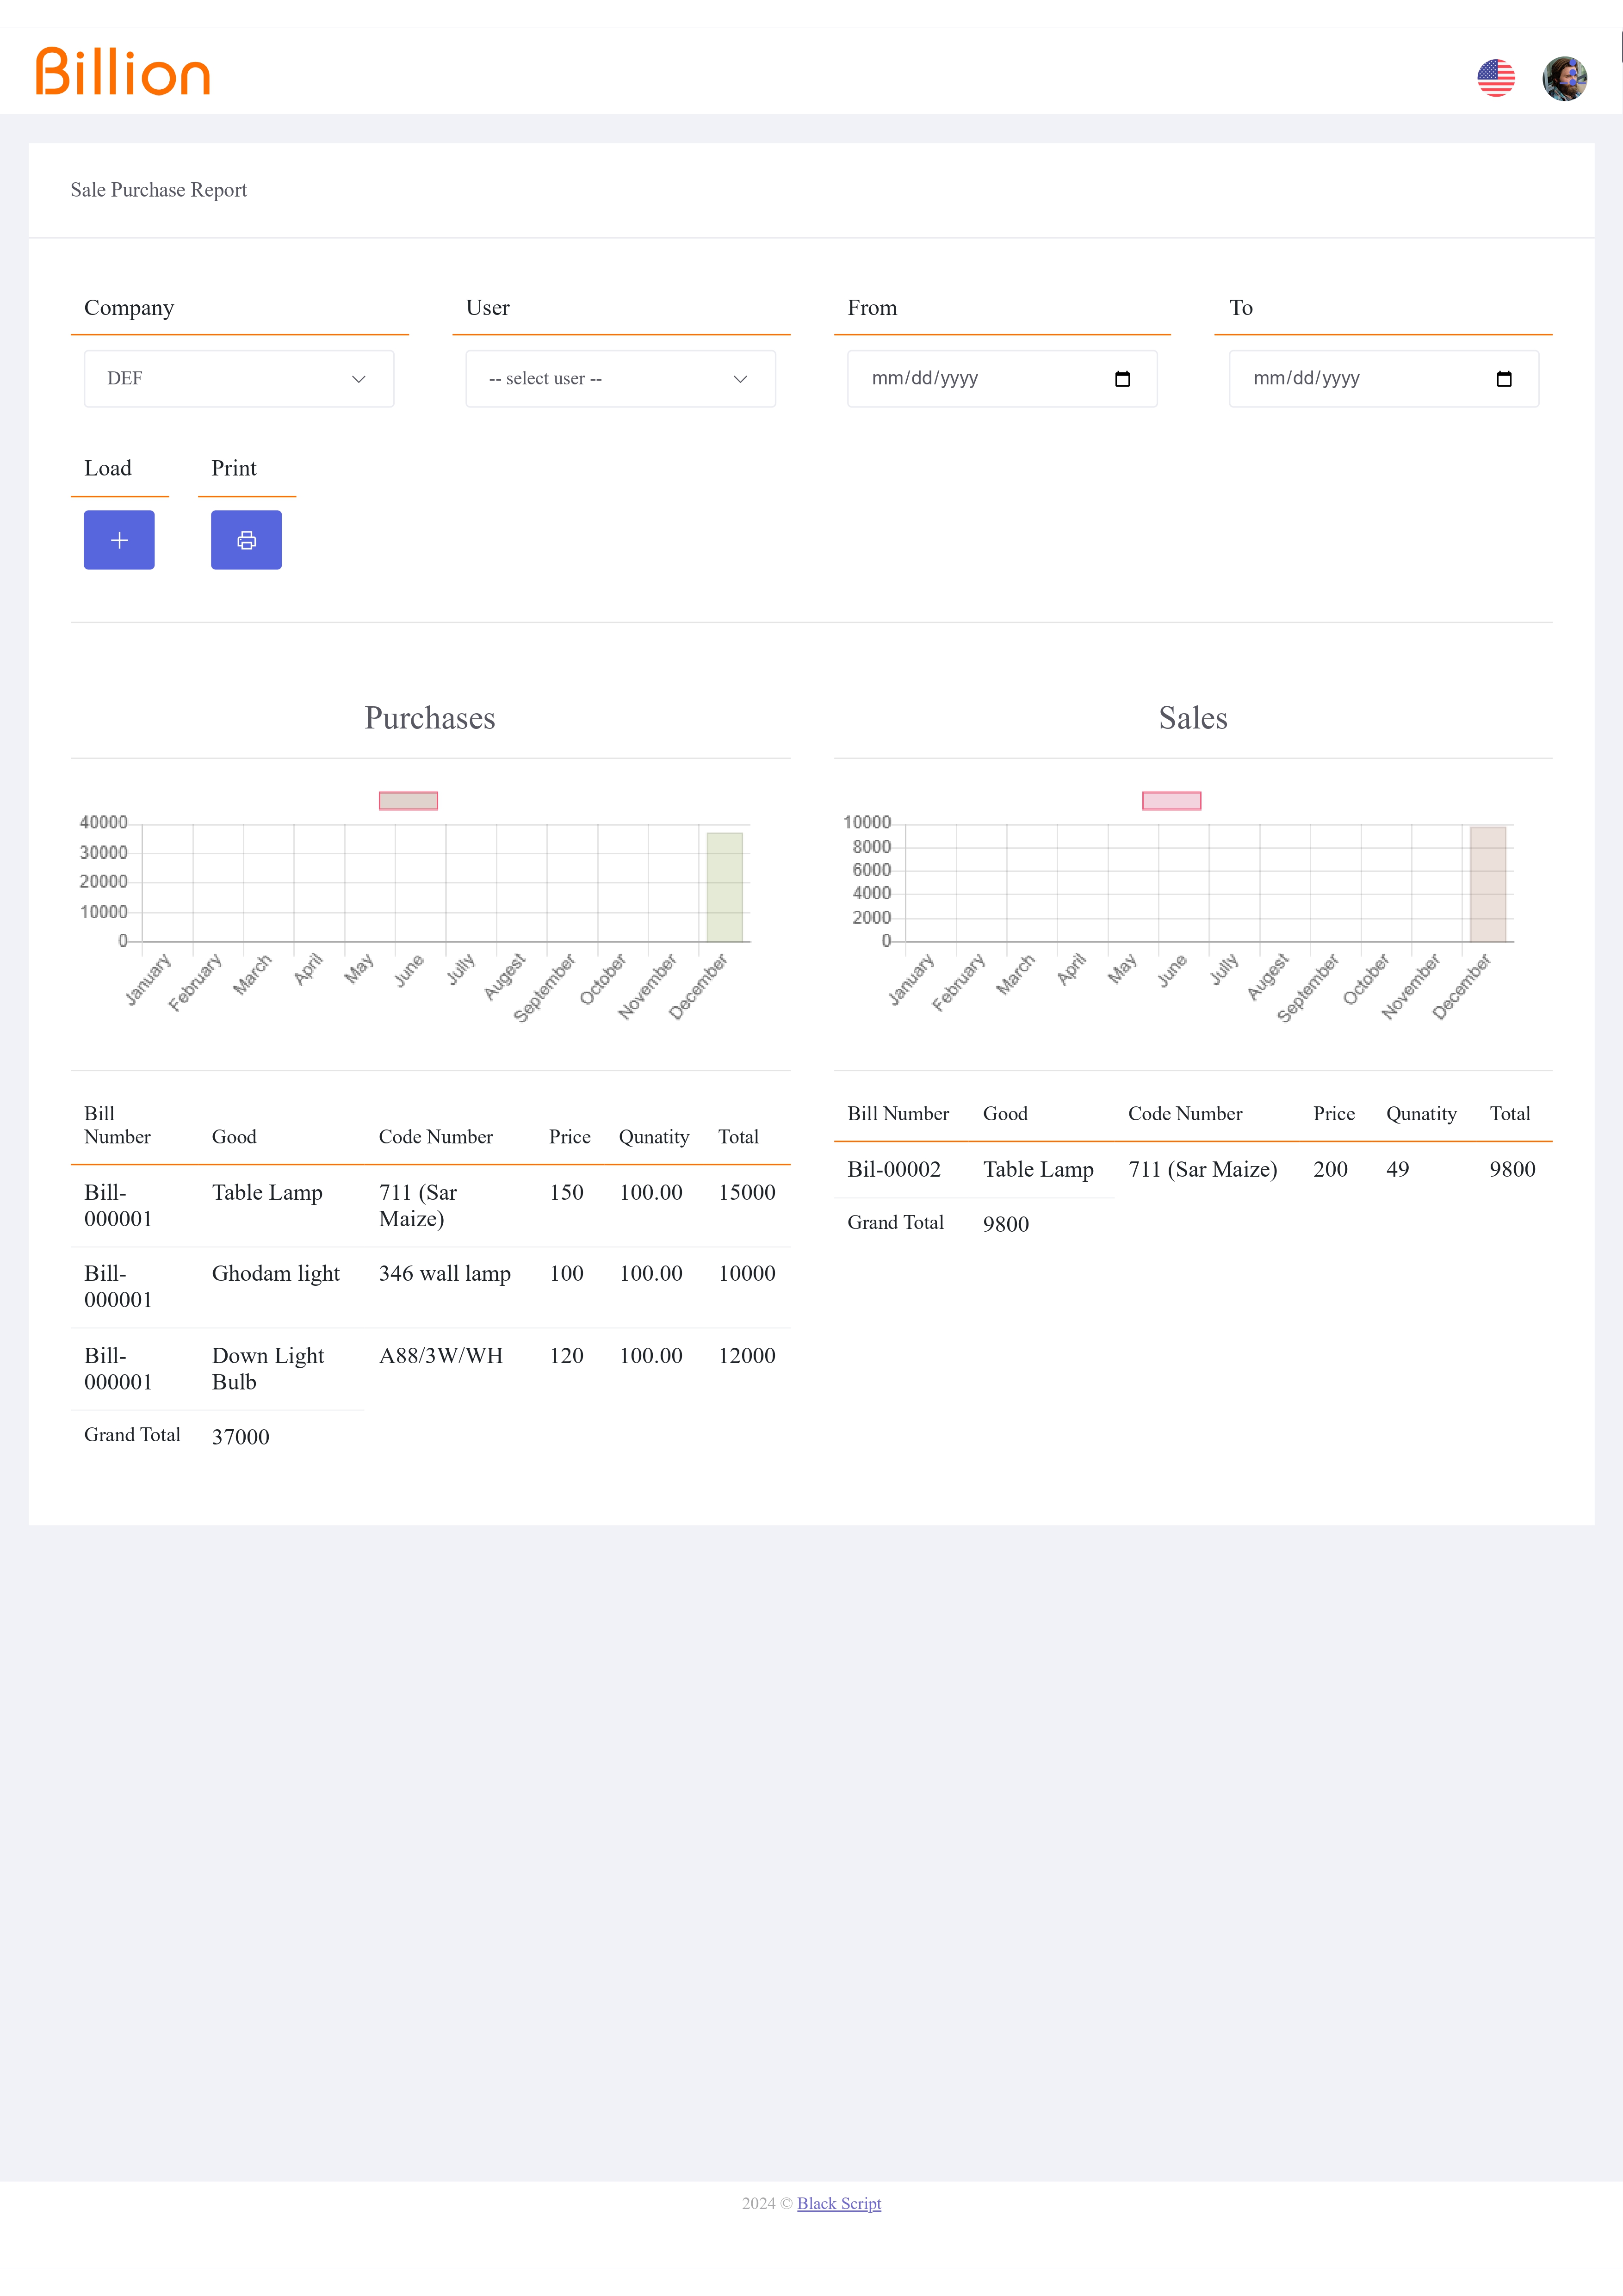 Billion
Sale Purchase Report
Company User From To
DEF -- select user -- mm/dd/yyyy mm/dd/yyyy
Load Print
Purchases
40000
30000
20000
10000
0
January February March April May June Jully Augest September October November December
Bill
Number Good Code Number Price Qunatity Total
Bill-
000001 Table Lamp 711 (Sar
Maize) 150 100.00 15000
Bill-
000001 Ghodam light 346 wall lamp 100 100.00 10000
Bill-
000001 Down Light
Bulb A88/3W/WH 120 100.00 12000
Grand Total 37000
Sales
10000
8000
6000
4000
2000
0
January February March April May June Jully Augest September October November December
Bill Number Good Code Number Price Qunatity Total
Bil-00002 Table Lamp 711 (Sar Maize) 200 49 9800
Grand Total 9800
2024 © Black Script